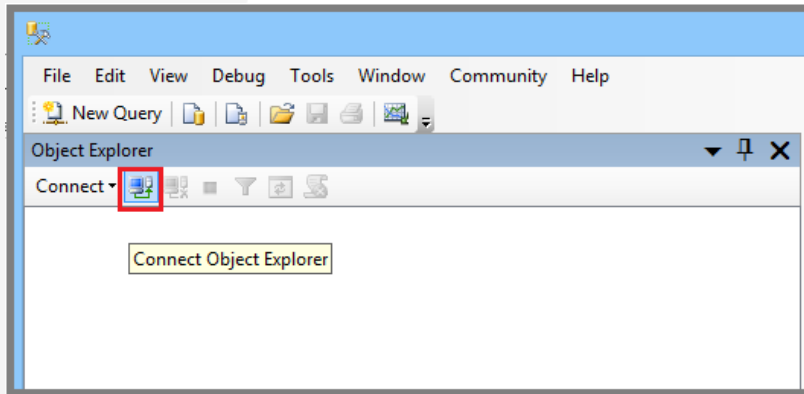 File Edit View Debug Tools Window Community Help
New Query
Object Explorer
Connect
Connect Object Explorer